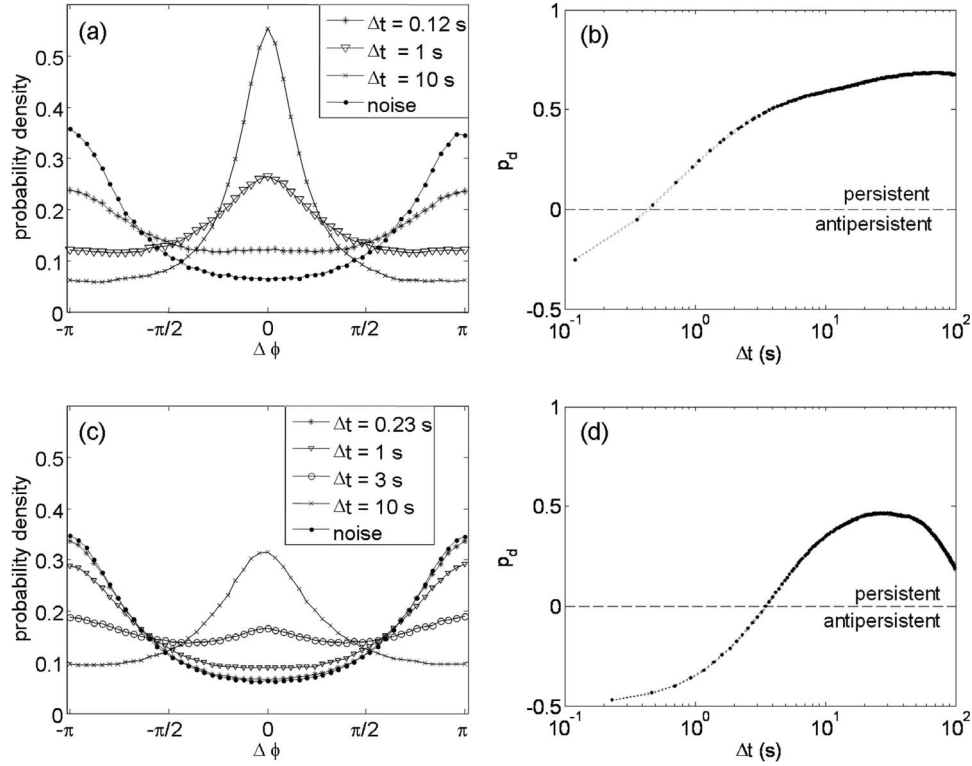 (a)
Δt = 0.12 s
Δt = 1 s
Δt = 10 s
noise
probability density
0.5
0.4
0.3
0.2
0.1
0
-π -π/2 0 π/2 π
Δ ϕ
(b)
p_d
1
0.5
0
-0.5
persistent
antipersistent
10^-1 10^0 10^1 10^2
Δt (s)
(c)
Δt = 0.23 s
Δt = 1 s
Δt = 3 s
Δt = 10 s
noise
probability density
0.5
0.4
0.3
0.2
0.1
0
-π -π/2 0 π/2 π
Δ ϕ
(d)
p_d
1
0.5
0
-0.5
persistent
antipersistent
10^-1 10^0 10^1 10^2
Δt (s)